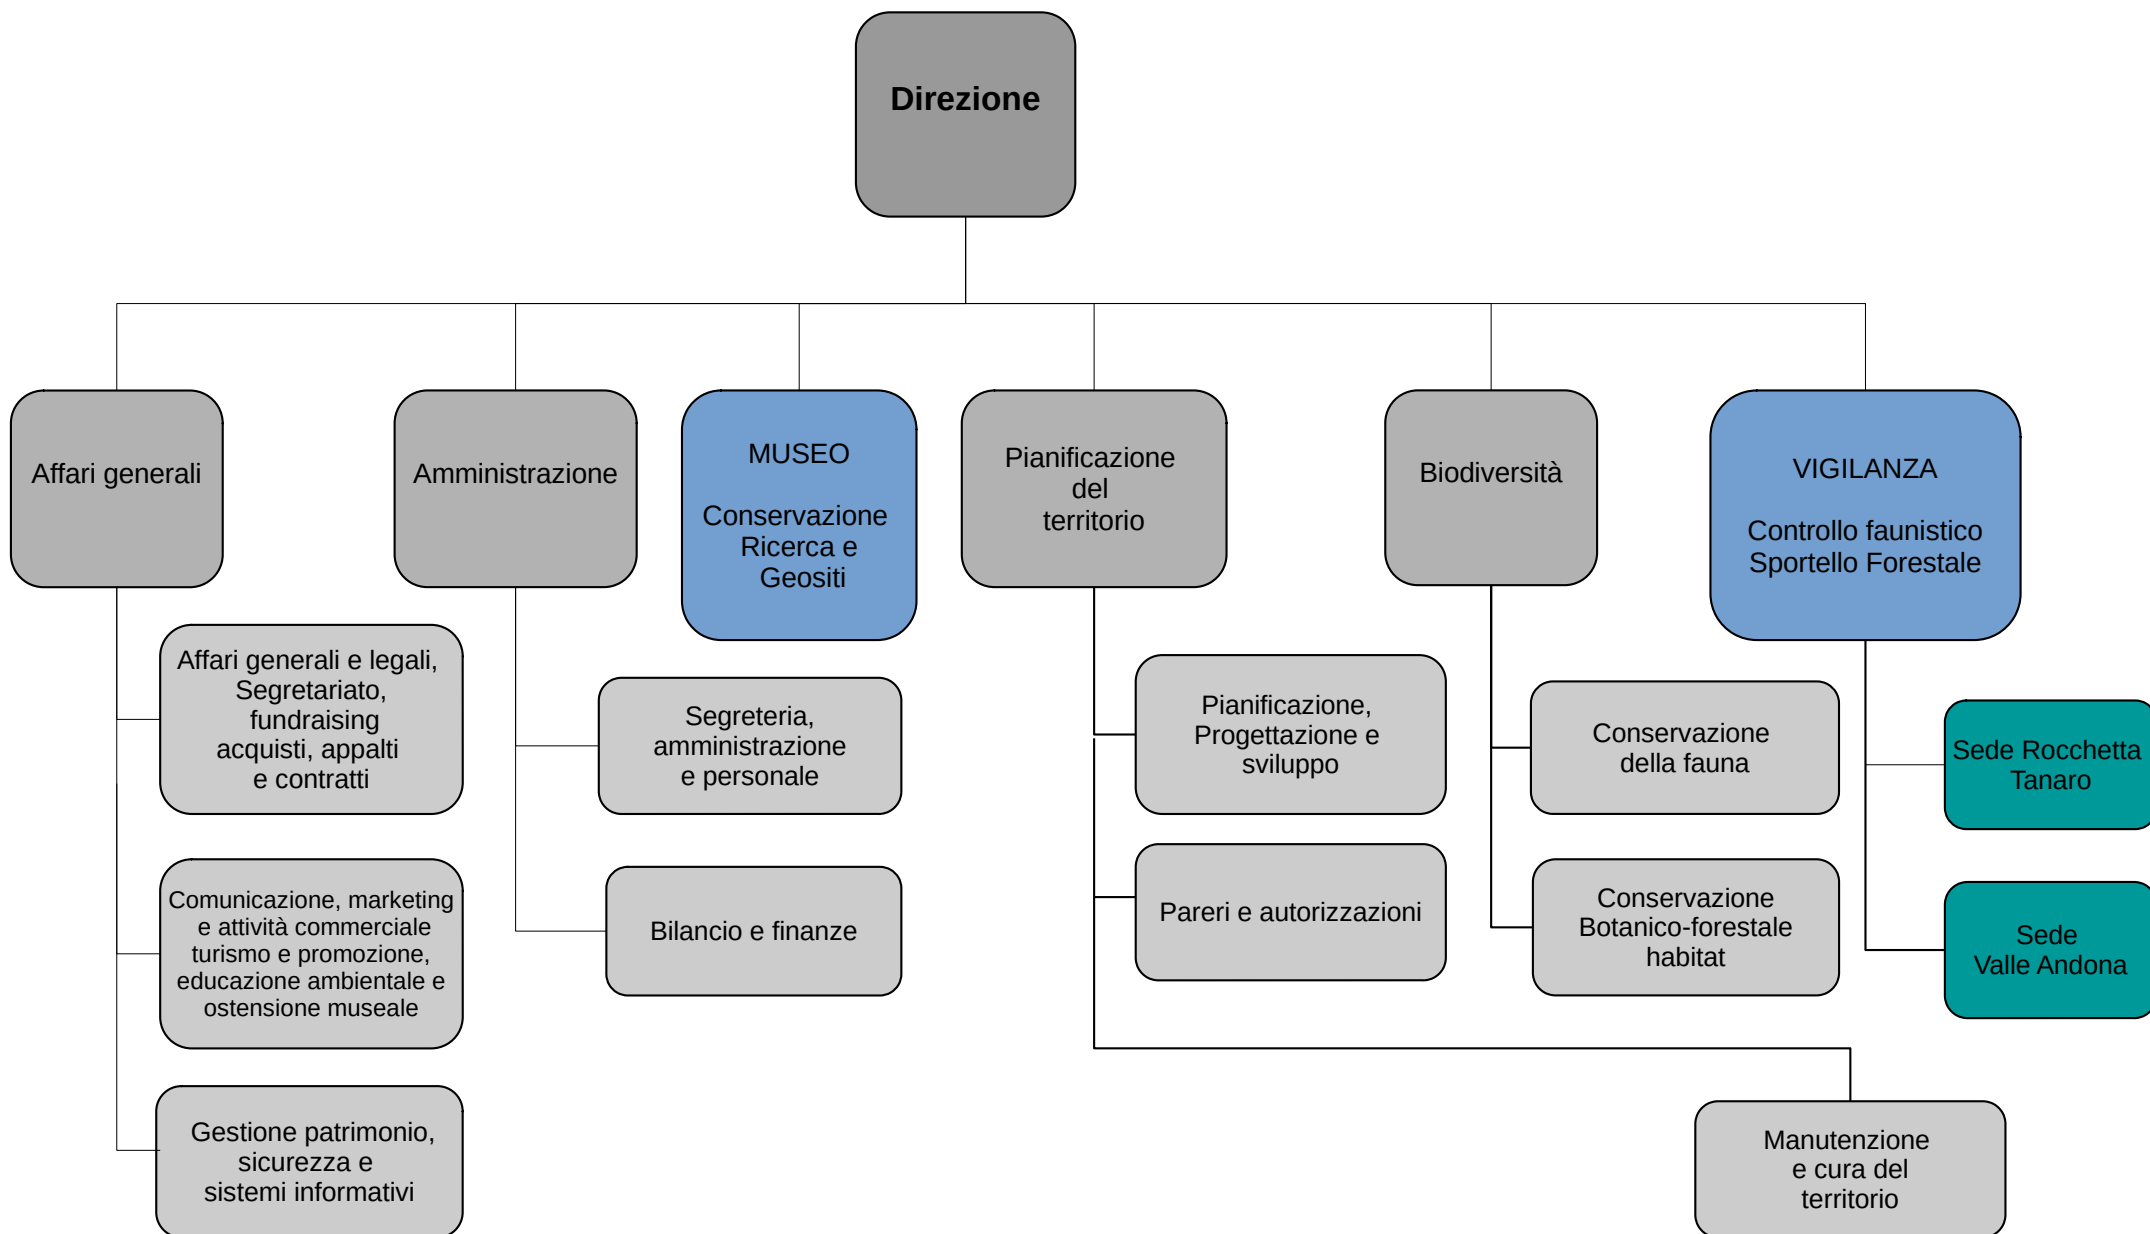 Direzione
Affari generali
Amministrazione
MUSEO
Conservazione
Ricerca e
Geositi
Pianificazione
del
territorio
Biodiversità
VIGILANZA
Controllo faunistico
Sportello Forestale
Affari generali e legali,
Segretariato,
fundraising
acquisti, appalti
e contratti
Segreteria,
amministrazione
e personale
Pianificazione,
Progettazione e
sviluppo
Conservazione
della fauna
Sede Rocchetta
Tanaro
Comunicazione, marketing
e attività commerciale
turismo e promozione,
educazione ambientale e
ostensione museale
Bilancio e finanze
Pareri e autorizzazioni
Conservazione
Botanico-forestale
habitat
Sede
Valle Andona
Gestione patrimonio,
sicurezza e
sistemi informativi
Manutenzione
e cura del
territorio